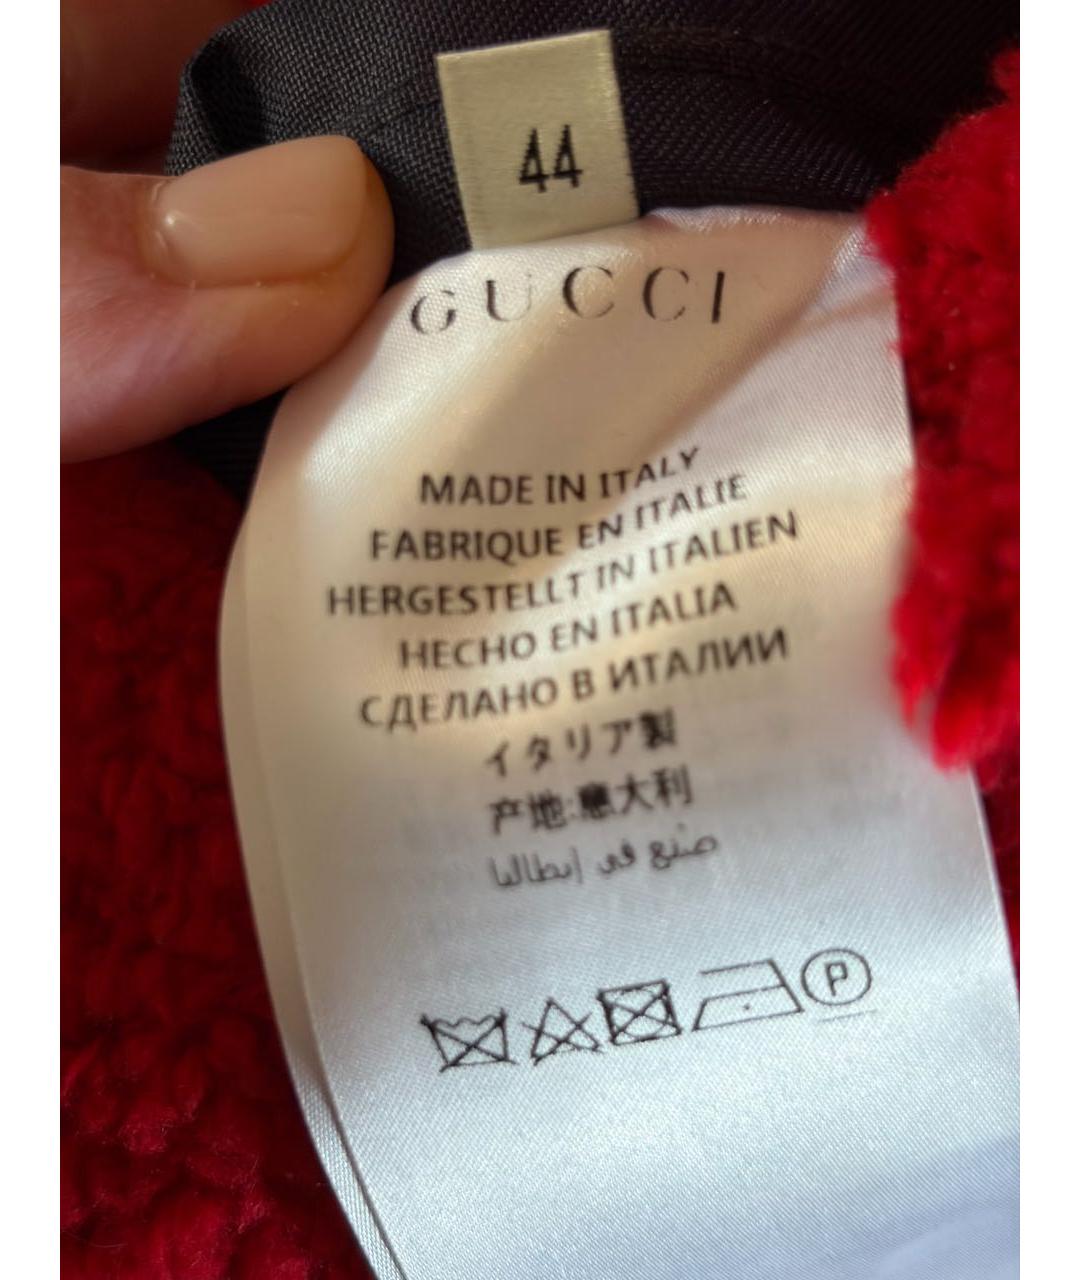 44
GUCCI
MADE IN ITALY
FABRIQUE EN ITALIE
HERGESTELLT IN ITALIEN
HECHO EN ITALIA
СДЕЛАНО В ИТАЛИИ
イタリア製
产地:意大利
صنع في إيطاليا
P